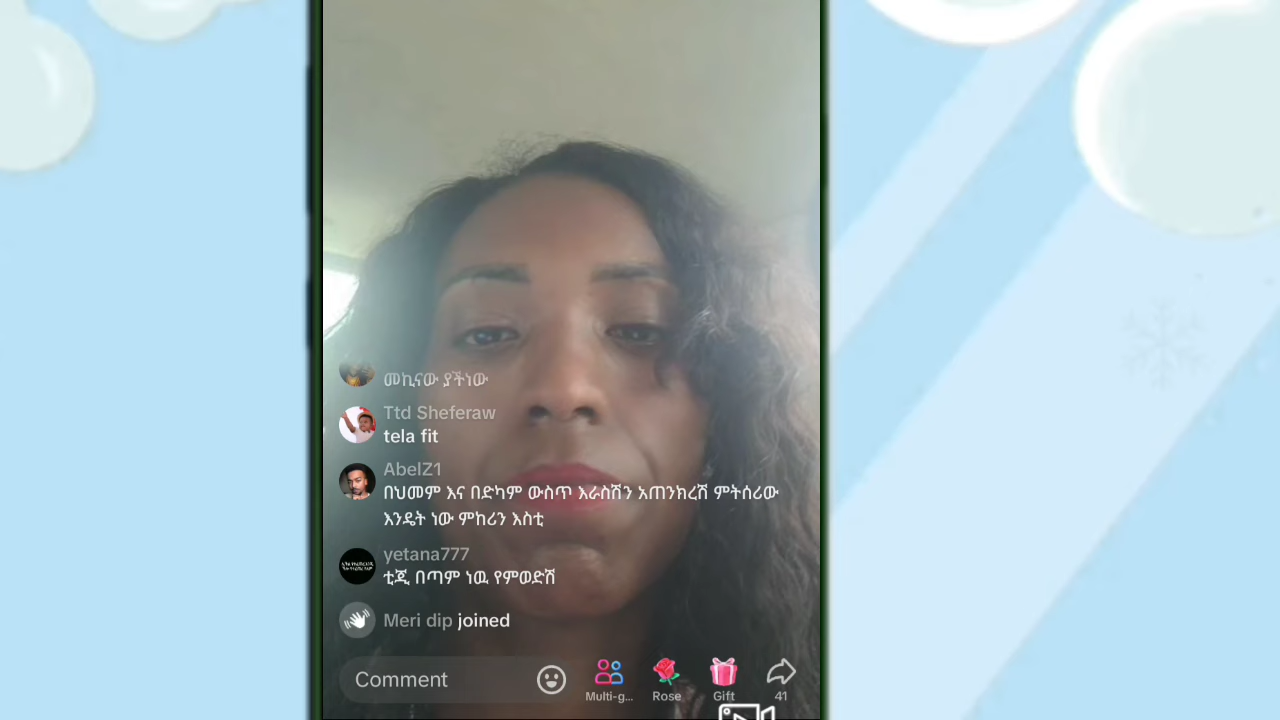 መኪናው ያችነው
Ttd Sheferaw
tela fit
AbelZ1
በህመም እና በድካም ውስጥ እራስሽን አጠንክረሽ ምትሰሪው
እንዴት ነው ምከሪን እስቲ
yetana777
ቲጂ በጣም ነዉ የምወድሽ
Meri dip joined
Comment
Multi-g...
Rose
Gift
41